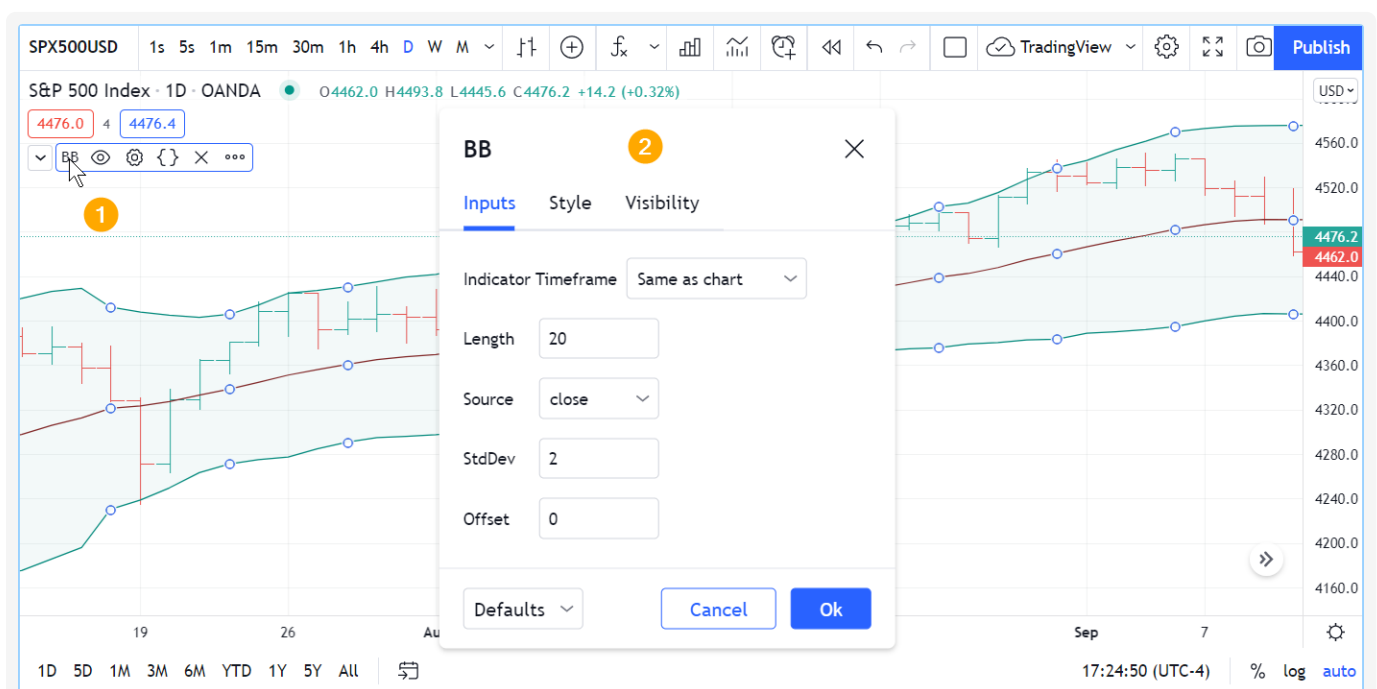 SPX500USD 1s 5s 1m 15m 30m 1h 4h D W M TradingView Publish
S&P 500 Index · 1D · OANDA O4462.0 H4493.8 L4445.6 C4476.2 +14.2 (+0.32%) USD
4476.0 4 4476.4
BB
1
BB 2
Inputs Style Visibility
Indicator Timeframe Same as chart
Length 20
Source close
StdDev 2
Offset 0
Defaults Cancel Ok
4560.0
4520.0
4476.2
4462.0
4440.0
4400.0
4360.0
4320.0
4280.0
4240.0
4200.0
4160.0
19 26 Au Sep 7
1D 5D 1M 3M 6M YTD 1Y 5Y All 17:24:50 (UTC-4) % log auto